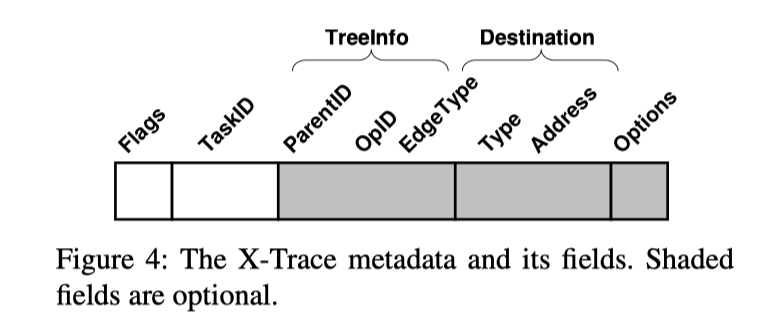 TreeInfo Destination
Flags TaskID ParentID OpID EdgeType Type Address Options
Figure 4: The X-Trace metadata and its fields. Shaded
fields are optional.